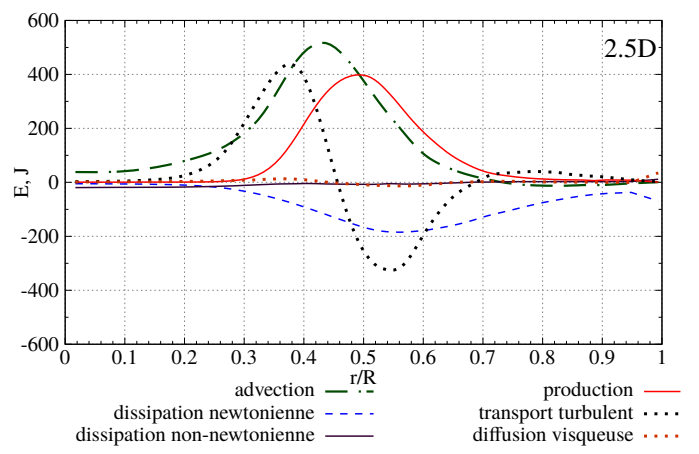 600
400
200
0
-200
-400
-600
E, J
2.5D
0 0.1 0.2 0.3 0.4 0.5 0.6 0.7 0.8 0.9 1
r/R
advection production
dissipation newtonienne transport turbulent
dissipation non-newtonienne diffusion visqueuse